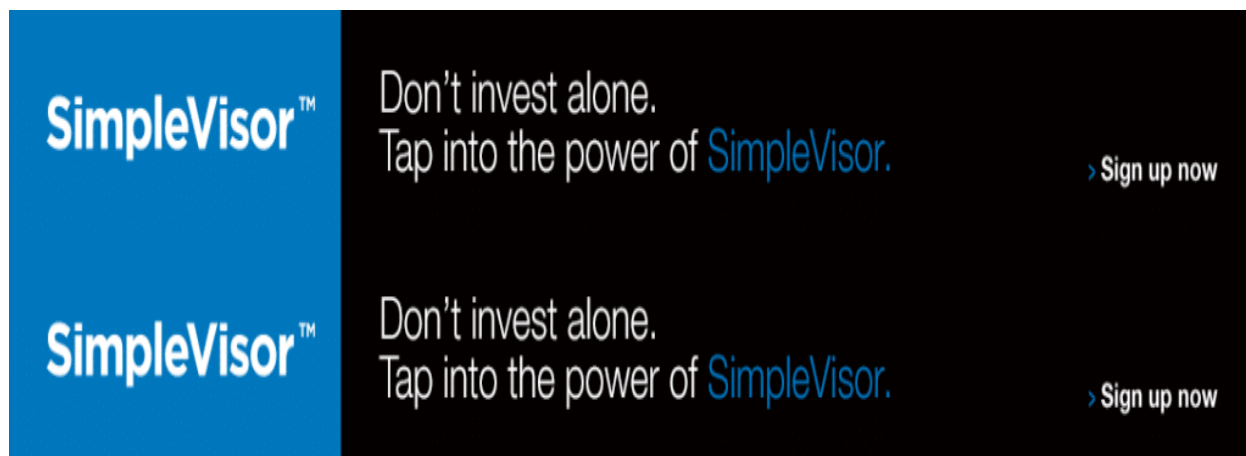 SimpleVisor™
Don't invest alone.
Tap into the power of SimpleVisor.
› Sign up now
SimpleVisor™
Don't invest alone.
Tap into the power of SimpleVisor.
› Sign up now